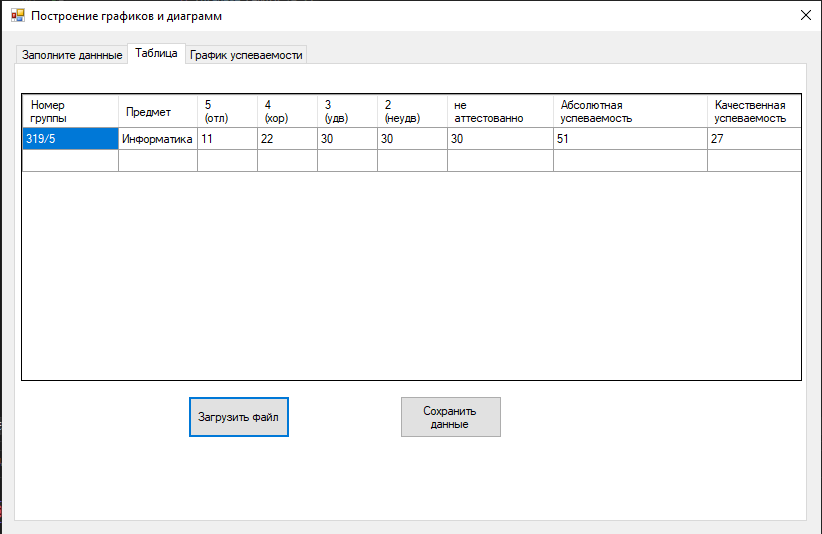 Построение графиков и диаграмм
Заполните даннные Таблица График успеваемости
Номер группы Предмет 5 (отл) 4 (хор) 3 (удв) 2 (неудв) не аттестованно Абсолютная успеваемость Качественная успеваемость
319/5 Информатика 11 22 30 30 30 51 27
Загрузить файл
Сохранить
данные